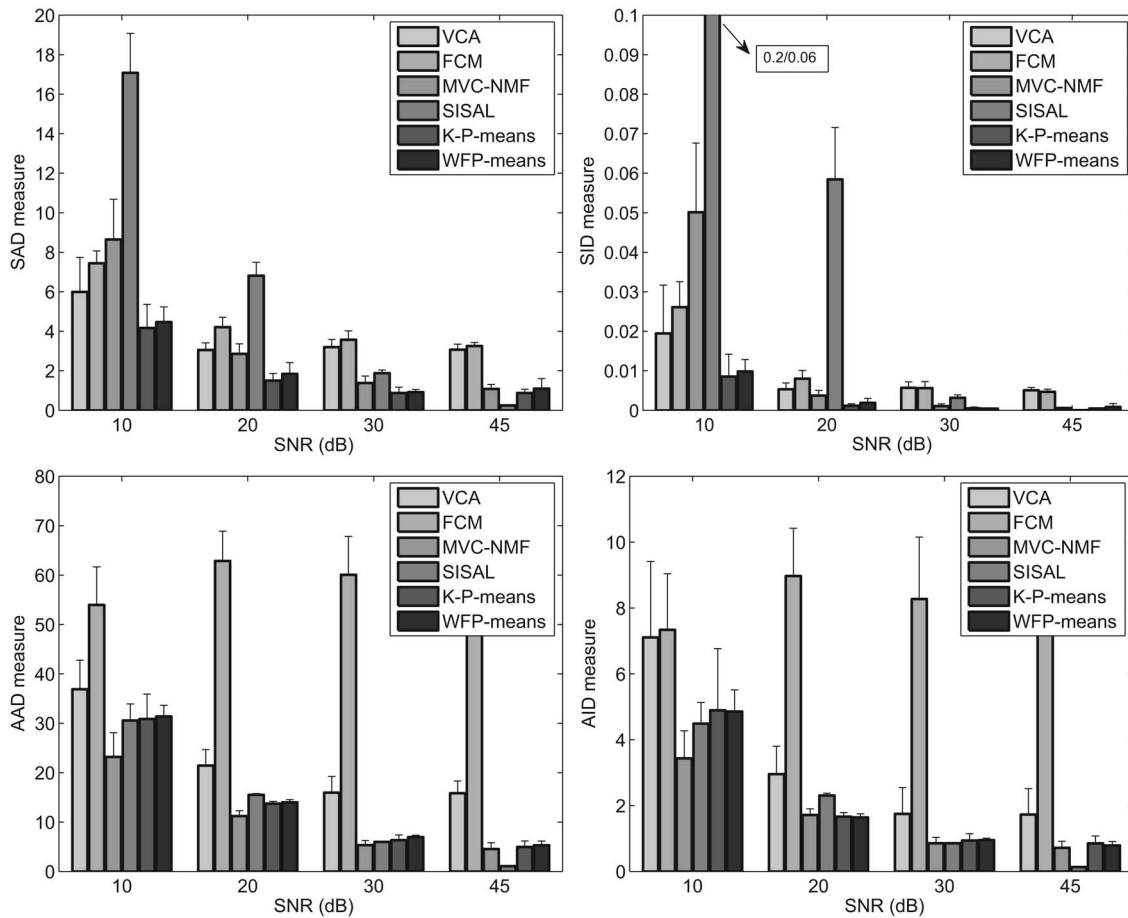 20
18
16
14
12
10
8
6
4
2
0
SAD measure
VCA
FCM
MVC-NMF
SISAL
K-P-means
WFP-means
10
20
30
45
SNR (dB)
0.1
0.09
0.08
0.07
0.06
0.05
0.04
0.03
0.02
0.01
0
SID measure
0.2/0.06
VCA
FCM
MVC-NMF
SISAL
K-P-means
WFP-means
10
20
30
45
SNR (dB)
80
70
60
50
40
30
20
10
0
AAD measure
VCA
FCM
MVC-NMF
SISAL
K-P-means
WFP-means
10
20
30
45
SNR (dB)
12
10
8
6
4
2
0
AID measure
VCA
FCM
MVC-NMF
SISAL
K-P-means
WFP-means
10
20
30
45
SNR (dB)